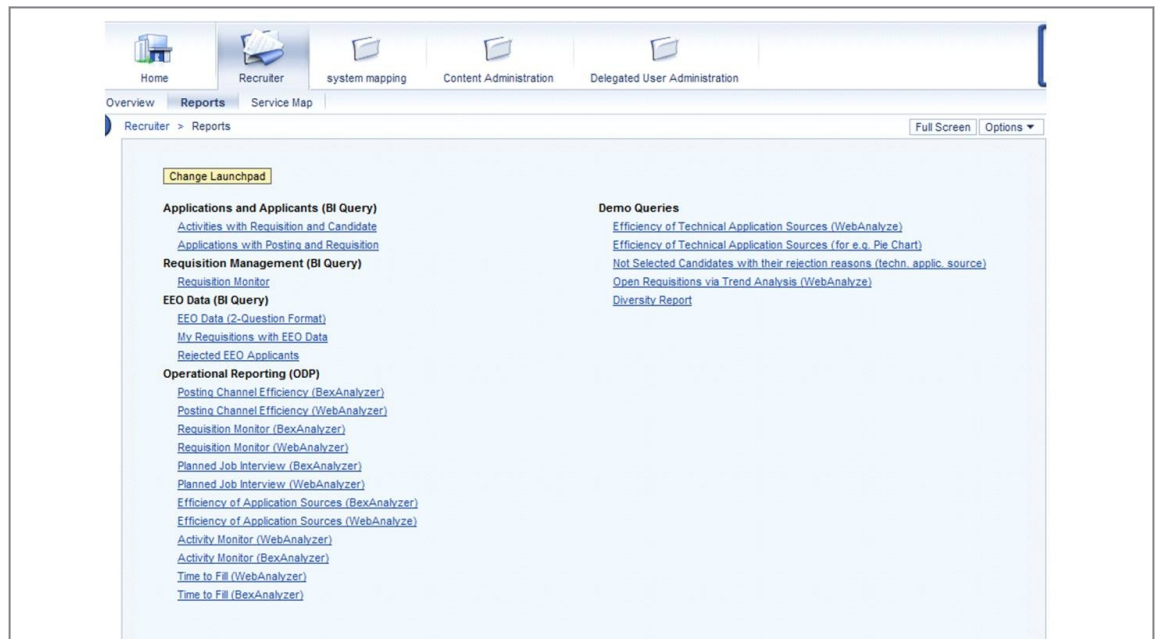 Home
Recruiter
system mapping
Content Administration
Delegated User Administration
Overview Reports Service Map
Recruiter > Reports
Full Screen
Options
Change Launchpad
Applications and Applicants (BI Query)
Activities with Requisition and Candidate
Applications with Posting and Requisition
Requisition Management (BI Query)
Requisition Monitor
EEO Data (BI Query)
EEO Data (2-Question Format)
My Requisitions with EEO Data
Rejected EEO Applicants
Operational Reporting (ODP)
Posting Channel Efficiency (BexAnalyzer)
Posting Channel Efficiency (WebAnalyzer)
Requisition Monitor (BexAnalyzer)
Requisition Monitor (WebAnalyzer)
Planned Job Interview (BexAnalyzer)
Planned Job Interview (WebAnalyzer)
Efficiency of Application Sources (BexAnalyzer)
Efficiency of Application Sources (WebAnalyze)
Activity Monitor (WebAnalyzer)
Activity Monitor (BexAnalyzer)
Time to Fill (WebAnalyzer)
Time to Fill (BexAnalyzer)
Demo Queries
Efficiency of Technical Application Sources (WebAnalyze)
Efficiency of Technical Application Sources (for e.g. Pie Chart)
Not Selected Candidates with their rejection reasons (techn. applic. source)
Open Requisitions via Trend Analysis (WebAnalyze)
Diversity Report